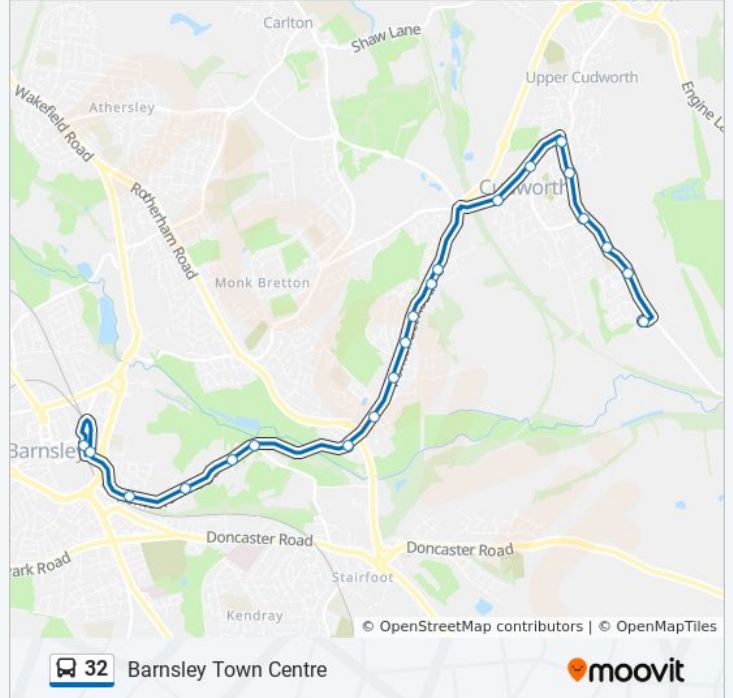 Carlton
Shaw Lane
Upper Cudworth
Engine La
Wakefield Road
Athersley
Rotherham Road
Cudworth
Monk Bretton
Barnsley
Doncaster Road
Doncaster Road
Park Road
Stairfoot
Kendray
© OpenStreetMap contributors | © OpenMapTiles
32 Barnsley Town Centre
moovit